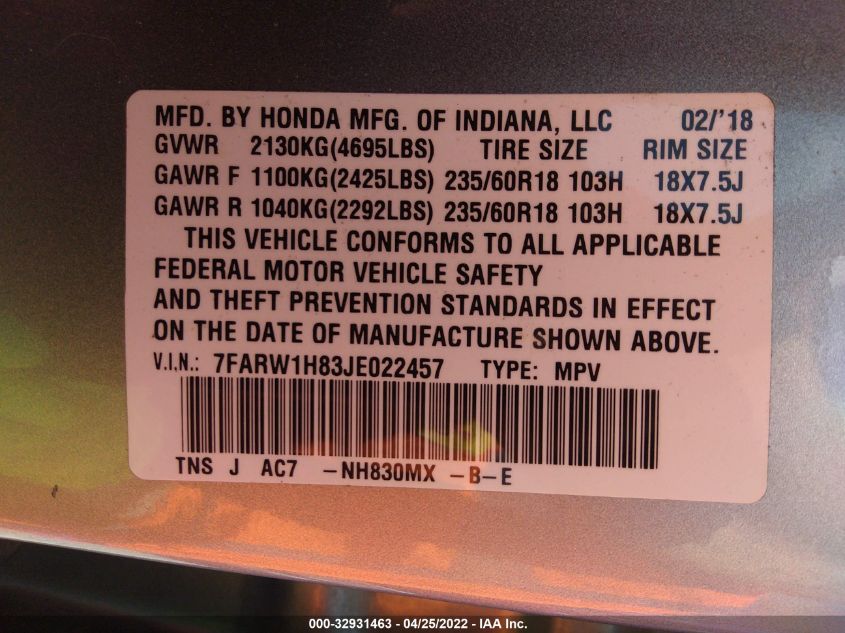 MFD. BY HONDA MFG. OF INDIANA, LLC 02/'18
GVWR 2130KG(4695LBS) TIRE SIZE RIM SIZE
GAWR F 1100KG(2425LBS) 235/60R18 103H 18X7.5J
GAWR R 1040KG(2292LBS) 235/60R18 103H 18X7.5J
THIS VEHICLE CONFORMS TO ALL APPLICABLE
FEDERAL MOTOR VEHICLE SAFETY
AND THEFT PREVENTION STANDARDS IN EFFECT
ON THE DATE OF MANUFACTURE SHOWN ABOVE.
V.I.N.: 7FARW1H83JE022457 TYPE: MPV
TNS J AC7 -NH830MX -B-E
000-32931463 - 04/25/2022 - IAA Inc.